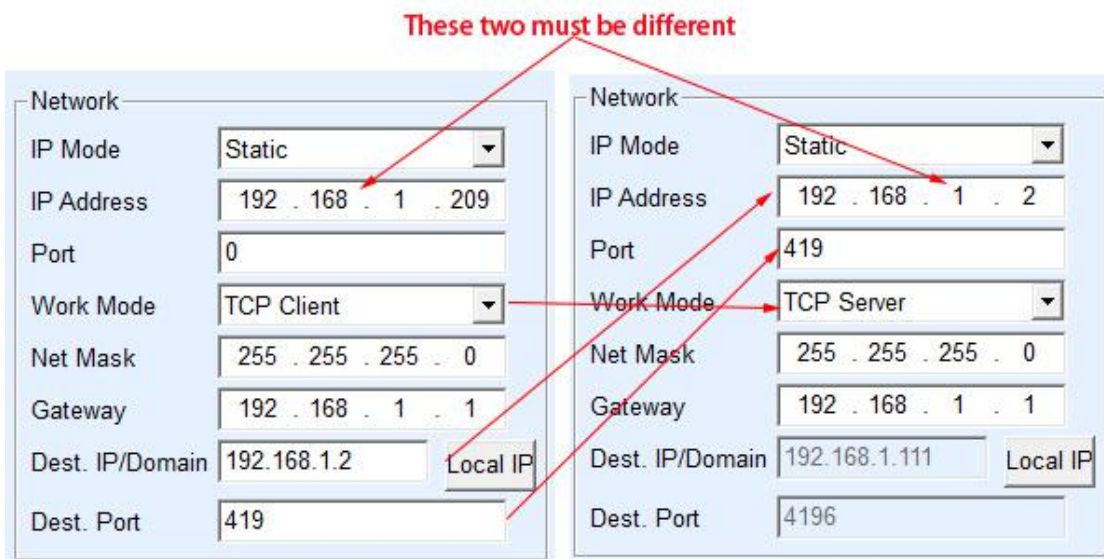 These two must be different
Network
IP Mode Static
IP Address 192 . 168 . 1 . 209
Port 0
Work Mode TCP Client
Net Mask 255 . 255 . 255 . 0
Gateway 192 . 168 . 1 . 1
Dest. IP/Domain 192.168.1.2 Local IP
Dest. Port 419
Network
IP Mode Static
IP Address 192 . 168 . 1 . 2
Port 419
Work Mode TCP Server
Net Mask 255 . 255 . 255 . 0
Gateway 192 . 168 . 1 . 1
Dest. IP/Domain 192.168.1.111 Local IP
Dest. Port 4196